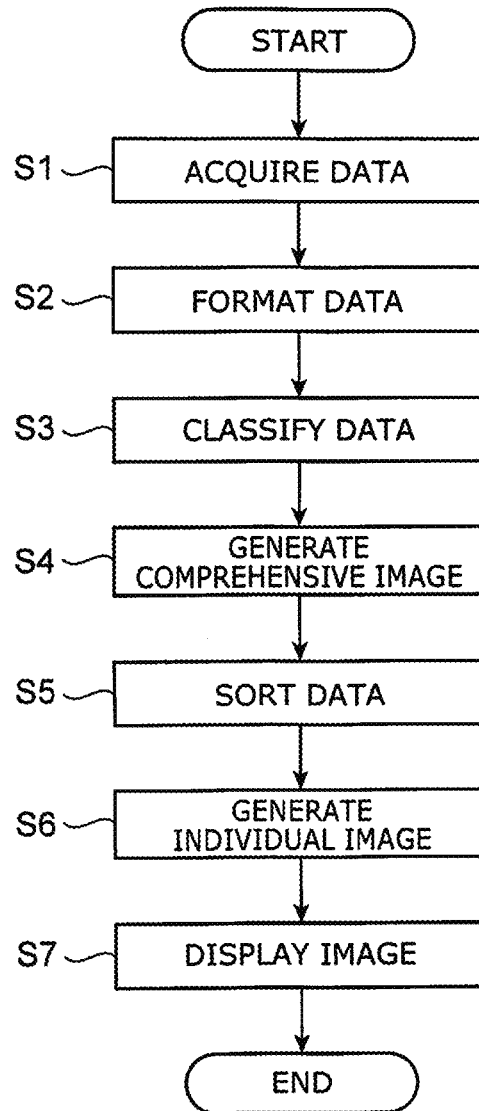 START
S1 ACQUIRE DATA
S2 FORMAT DATA
S3 CLASSIFY DATA
S4 GENERATE
COMPREHENSIVE IMAGE
S5 SORT DATA
S6 GENERATE
INDIVIDUAL IMAGE
S7 DISPLAY IMAGE
END